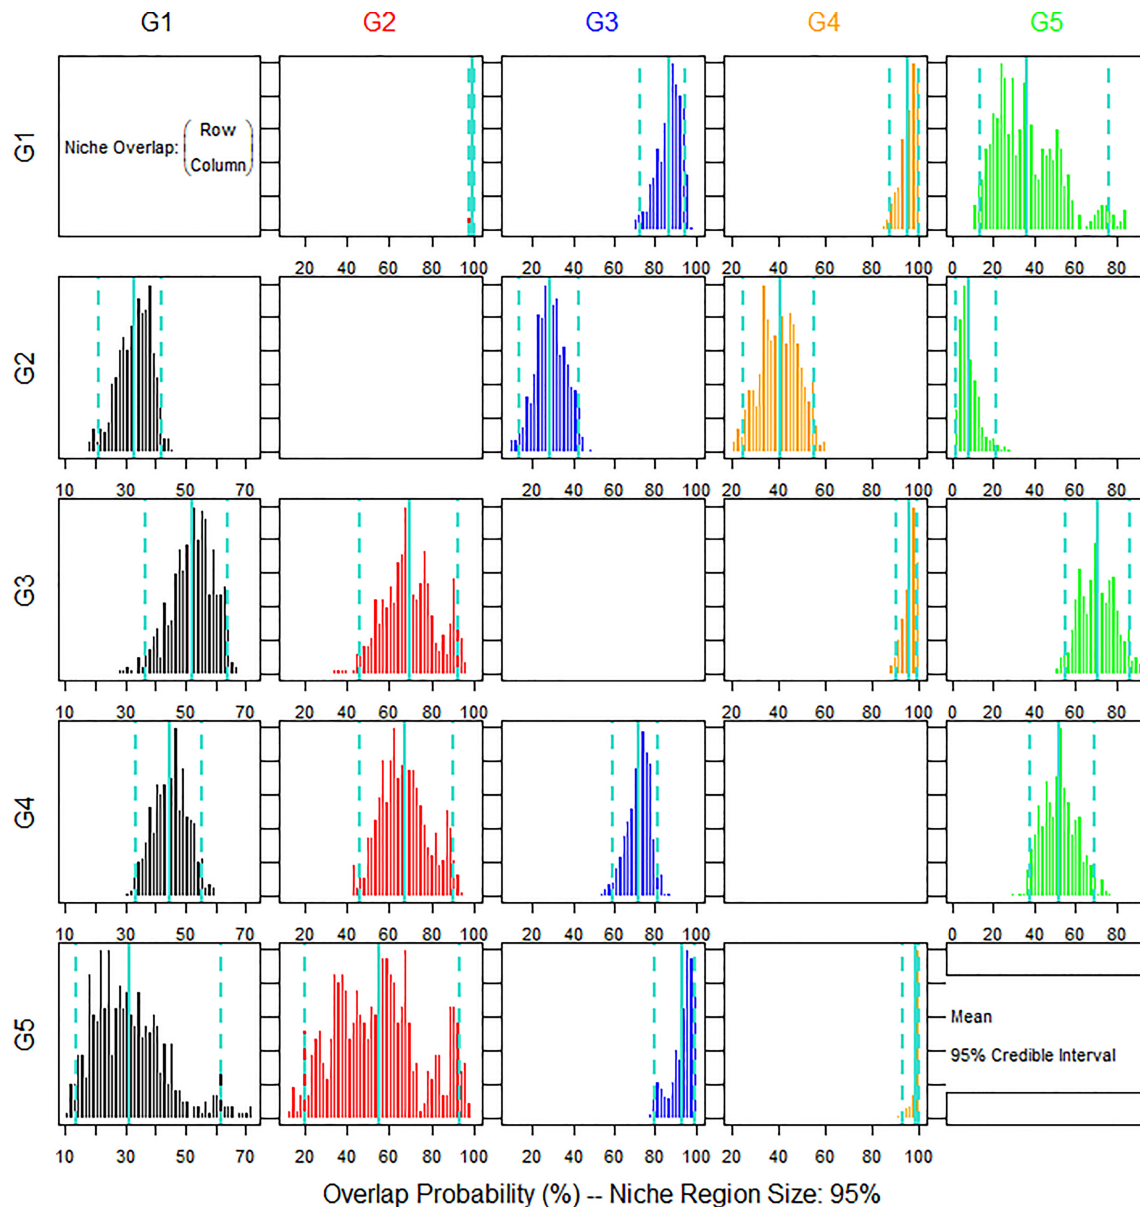 G1 G2 G3 G4 G5
G1
Niche Overlap: ( Row
Column )
20 40 60 80 100 20 40 60 80 100 20 40 60 80 100 0 20 40 60 80
G2
10 30 50 70 20 40 60 80 100 20 40 60 80 100 0 20 40 60 80
G3
10 30 50 70 20 40 60 80 100 20 40 60 80 100 0 20 40 60 80
G4
10 30 50 70 20 40 60 80 100 20 40 60 80 100 0 20 40 60 80
G5
Mean
95% Credible Interval
10 30 50 70 20 40 60 80 100 20 40 60 80 100 20 40 60 80 100
Overlap Probability (%) -- Niche Region Size: 95%